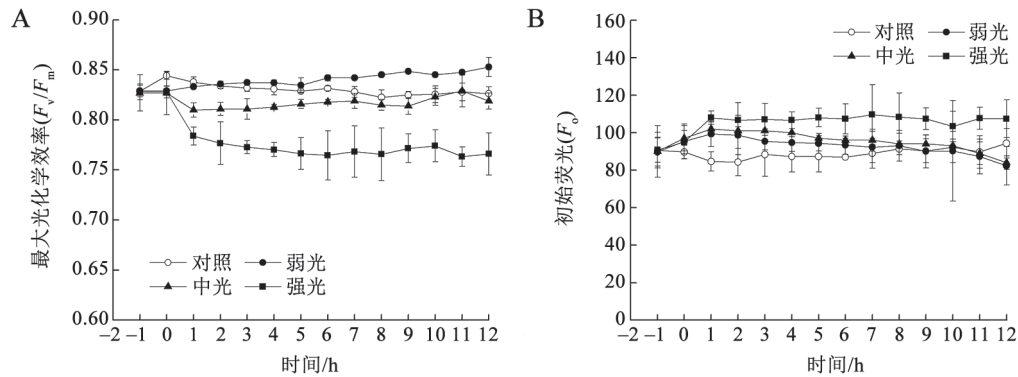 A
0.90
0.85
0.80
0.75
0.70
0.65
0.60
最大光化学效率(Fv/Fm)
对照 弱光
中光 强光
−2 −1 0 1 2 3 4 5 6 7 8 9 10 11 12
时间/h
B
160
140
120
100
80
60
40
20
0
初始荧光(Fo)
对照 弱光
中光 强光
−2 −1 0 1 2 3 4 5 6 7 8 9 10 11 12
时间/h